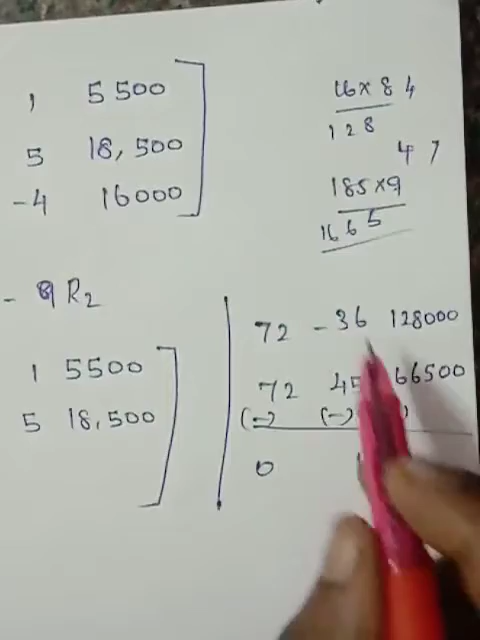 1 5500
5 18,500
-4 16000
16x8 4
128
4 7
185x9
1665
- 9 R2
1 5500
5 18,500
72 -36 128000
72 45 66500
(-) (-) )
0